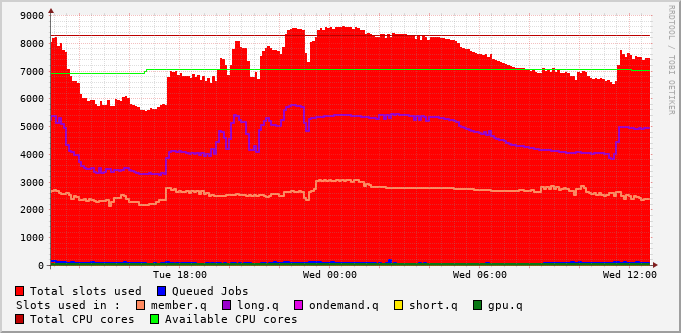 RRDTOOL / TOBI OETIKER
9000
8000
7000
6000
5000
4000
3000
2000
1000
0
Tue 18:00 Wed 00:00 Wed 06:00 Wed 12:00
Total slots used Queued Jobs
Slots used in : member.q long.q ondemand.q short.q gpu.q
Total CPU cores Available CPU cores